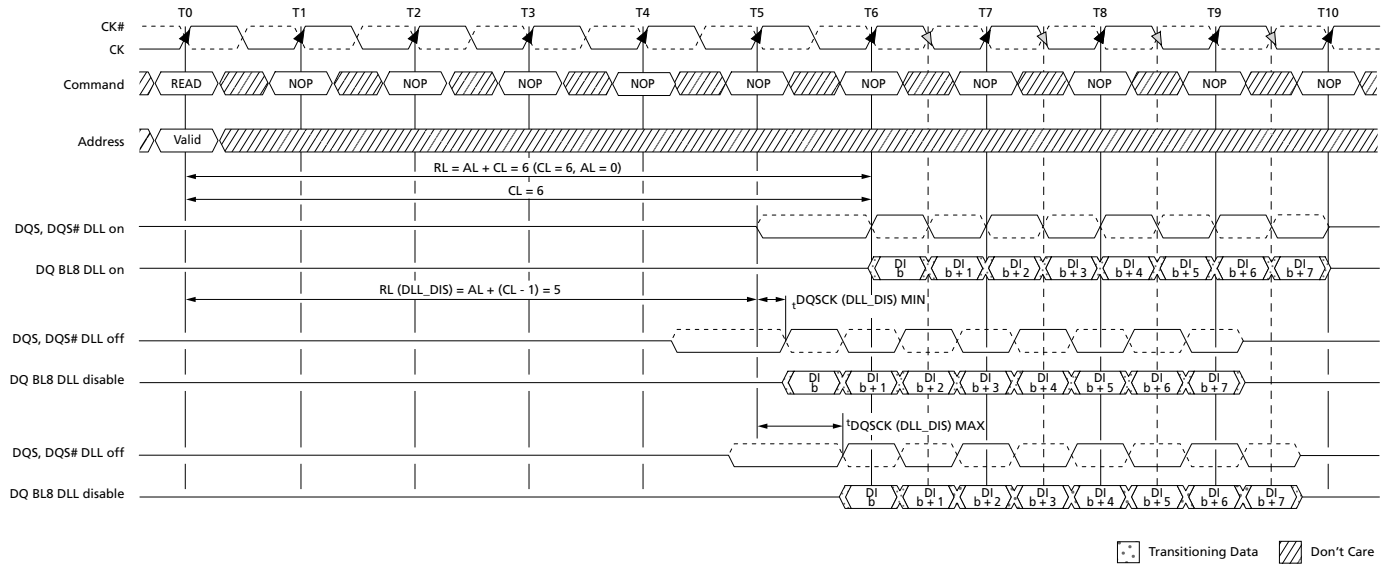 T0 T1 T2 T3 T4 T5 T6 T7 T8 T9 T10
CK#
CK
Command READ NOP NOP NOP NOP NOP NOP NOP NOP NOP NOP
Address Valid
RL = AL + CL = 6 (CL = 6, AL = 0)
CL = 6
DQS, DQS# DLL on
DQ BL8 DLL on DI b DI b + 1 DI b + 2 DI b + 3 DI b + 4 DI b + 5 DI b + 6 DI b + 7
RL (DLL_DIS) = AL + (CL - 1) = 5 tDQSCK (DLL_DIS) MIN
DQS, DQS# DLL off
DQ BL8 DLL disable DI b DI b + 1 DI b + 2 DI b + 3 DI b + 4 DI b + 5 DI b + 6 DI b + 7
tDQSCK (DLL_DIS) MAX
DQS, DQS# DLL off
DQ BL8 DLL disable DI b DI b + 1 DI b + 2 DI b + 3 DI b + 4 DI b + 5 DI b + 6 DI b + 7
Transitioning Data Don't Care